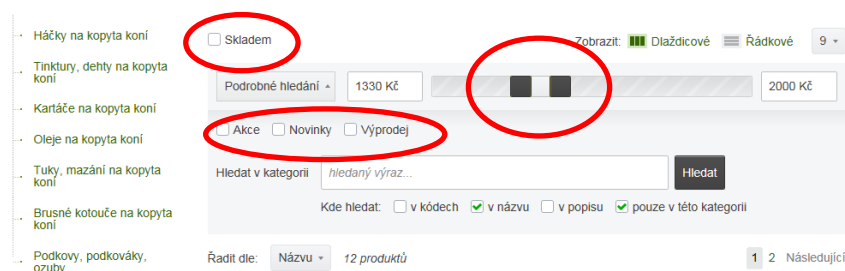 Háčky na kopyta koní
Tinktury, dehty na kopyta
koní
Kartáče na kopyta koní
Oleje na kopyta koní
Tuky, mazání na kopyta
koní
Brusné kotouče na kopyta
koní
Podkovy, podkováky,
ozuby
Skladem
Zobrazit: Dlaždicové Řádkové 9
Podrobné hledání 1330 Kč 2000 Kč
Akce Novinky Výprodej
Hledat v kategorii hledaný výraz... Hledat
Kde hledat: v kódech v názvu v popisu pouze v této kategorii
Řadit dle: Názvu 12 produktů 1 2 Následující